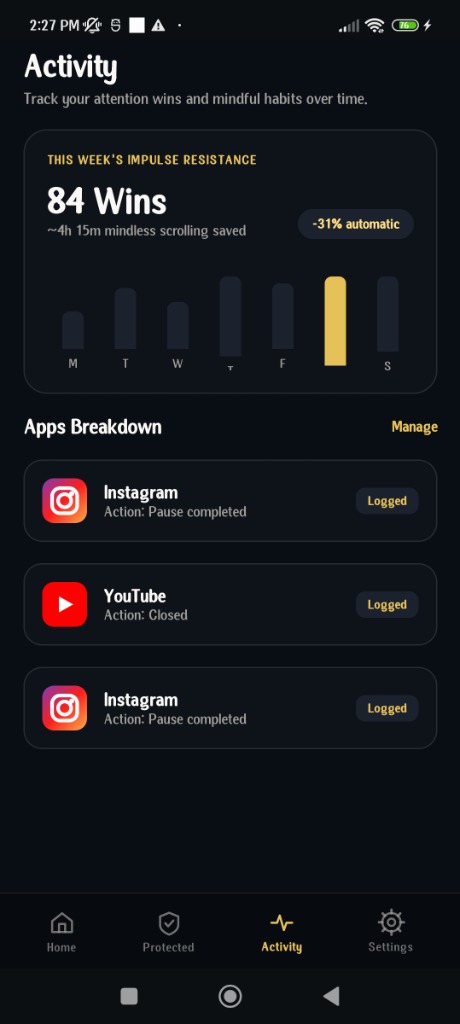 2:27 PM
76
Activity
Track your attention wins and mindful habits over time.
THIS WEEK'S IMPULSE RESISTANCE
84 Wins
~4h 15m mindless scrolling saved
-31% automatic
M T W T F S
Apps Breakdown
Manage
Instagram
Action: Pause completed
Logged
YouTube
Action: Closed
Logged
Instagram
Action: Pause completed
Logged
Home Protected Activity Settings